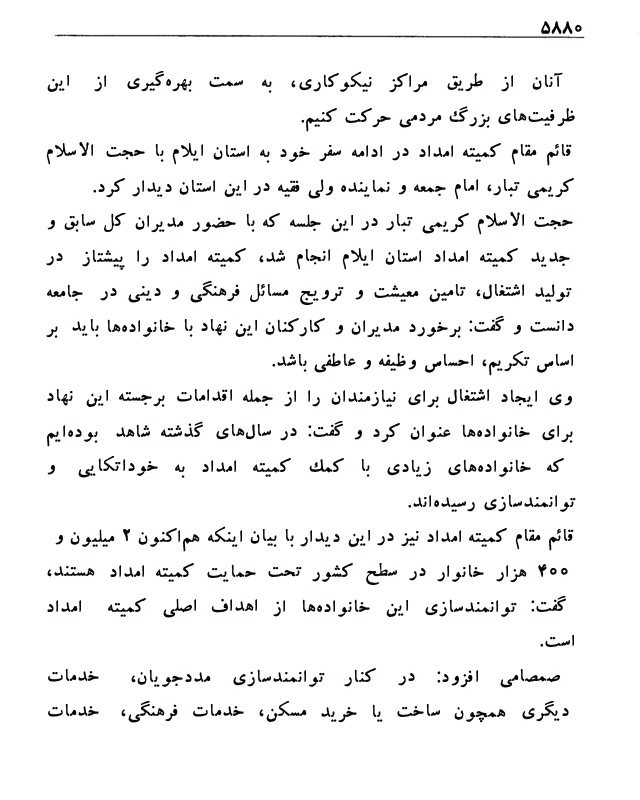 ۵۸۸۰
آنان از طریق مراکز نیکوکاری، به سمت بهره‌گیری از این
ظرفیت‌های بزرگ مردمی حرکت کنیم.
قائم مقام کمیته امداد در ادامه سفر خود به استان ایلام با حجت الاسلام
کریمی تبار، امام جمعه و نماینده ولی فقیه در این استان دیدار کرد.
حجت الاسلام کریمی تبار در این جلسه که با حضور مدیران کل سابق و
جدید کمیته امداد استان ایلام انجام شد، کمیته امداد را پیشتاز در
تولید اشتغال، تامین معیشت و ترویج مسائل فرهنگی و دینی در جامعه
دانست و گفت: برخورد مدیران و کارکنان این نهاد با خانواده‌ها باید بر
اساس تکریم، احساس وظیفه و عاطفی باشد.
وی ایجاد اشتغال برای نیازمندان را از جمله اقدامات برجسته این نهاد
برای خانواده‌ها عنوان کرد و گفت: در سال‌های گذشته شاهد بوده‌ایم
که خانواده‌های زیادی با کمک کمیته امداد به خوداتکایی و
توانمندسازی رسیده‌اند.
قائم مقام کمیته امداد نیز در این دیدار با بیان اینکه هم‌اکنون ۲ میلیون و
۴۰۰ هزار خانوار در سطح کشور تحت حمایت کمیته امداد هستند،
گفت: توانمندسازی این خانواده‌ها از اهداف اصلی کمیته امداد
است.
صمصامی افزود: در کنار توانمندسازی مددجویان، خدمات
دیگری همچون ساخت یا خرید مسکن، خدمات فرهنگی، خدمات